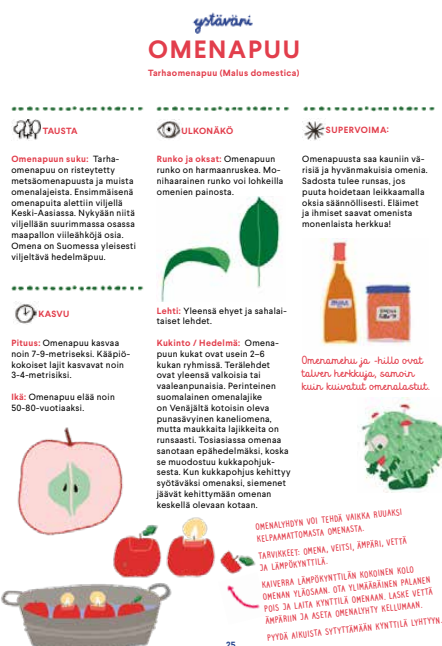 ystäväni
OMENAPUU
Tarhaomenapuu (Malus domestica)
TAUSTA
Omenapuun suku: Tarha-
omenapuu on risteytetty
metsäomenapuusta ja muista
omenalajeista. Ensimmäisenä
omenapuita alettiin viljellä
Keski-Aasiassa. Nykyään niitä
viljellään suurimmassa osassa
maapallon viileähköjä osia.
Omena on Suomessa yleisesti
viljeltävä hedelmäpuu.
KASVU
Pituus: Omenapuu kasvaa
noin 7-9-metriseksi. Kääpiö-
kokoiset lajit kasvavat noin
3-4-metrisiksi.
Ikä: Omenapuu elää noin
50-80-vuotiaaksi.
ULKONÄKÖ
Runko ja oksat: Omenapuun
runko on harmaanruskea. Mo-
nihaarainen runko voi lohkeilla
omenien painosta.
Lehti: Yleensä ehyet ja sahalai-
taiset lehdet.
Kukinto / Hedelmä: Omena-
puun kukat ovat usein 2–6
kukan ryhmissä. Terälehdet
ovat yleensä valkoisia tai
vaaleanpunaisia. Perinteinen
suomalainen omenalajike
on Venäjältä kotoisin oleva
punasävyinen kaneliomena,
mutta maukkaita lajikkeita on
runsaasti. Tosiasiassa omenaa
sanotaan epähedelmäksi, koska
se muodostuu kukkapohjuk-
sesta. Kun kukkapohjus kehittyy
syötäväksi omenaksi, siemenet
jäävät kehittymään omenan
keskellä olevaan kotaan.
SUPERVOIMA:
Omenapuusta saa kauniin vä-
risiä ja hyvänmakuisia omenia.
Sadosta tulee runsas, jos
puuta hoidetaan leikkaamalla
oksia säännöllisesti. Eläimet
ja ihmiset saavat omenista
monenlaista herkkua!
Omenamehu ja -hillo ovat
talven herkkuja, samoin
kuin kuivatut omenalastut.
OMENALYHDYN VOI TEHDÄ VAIKKA RUUAKSI
KELPAAMATTOMASTA OMENASTA.
TARVIKKEET: OMENA, VEITSI, ÄMPÄRI, VETTÄ
JA LÄMPÖKYNTTILÄ.
KAIVERRA LÄMPÖKYNTTILÄN KOKOINEN KOLO
OMENAN YLÄOSAAN. OTA YLIMÄÄRÄINEN PALANEN
POIS JA LAITA KYNTTILÄ OMENAAN. LASKE VETTÄ
ÄMPÄRIIN JA ASETA OMENALYHTY KELLUMAAN.
PYYDÄ AIKUISTA SYTYTTÄMÄÄN KYNTTILÄ LYHTYYN.
25